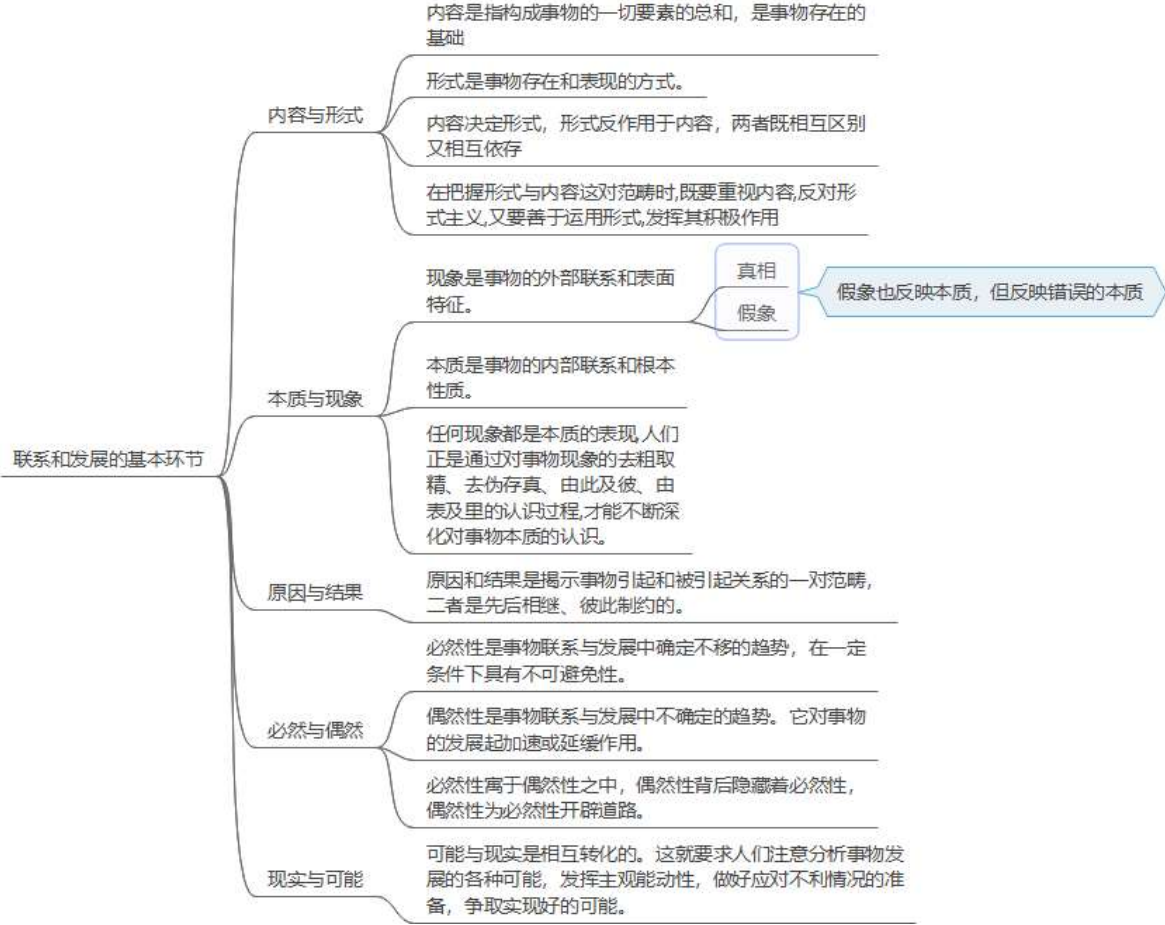 内容是指构成事物的一切要素的总和，是事物存在的
基础
形式是事物存在和表现的方式。
内容与形式
内容决定形式，形式反作用于内容，两者既相互区别
又相互依存
在把握形式与内容这对范畴时,既要重视内容,反对形
式主义,又要善于运用形式,发挥其积极作用
现象是事物的外部联系和表面
特征。
真相
假象
假象也反映本质，但反映错误的本质
本质是事物的内部联系和根本
性质。
本质与现象
任何现象都是本质的表现,人们
正是通过对事物现象的去粗取
精、去伪存真、由此及彼、由
表及里的认识过程,才能不断深
化对事物本质的认识。
联系和发展的基本环节
原因与结果
原因和结果是揭示事物引起和被引起关系的一对范畴，
二者是先后相继、彼此制约的。
必然性是事物联系与发展中确定不移的趋势，在一定
条件下具有不可避免性。
必然与偶然
偶然性是事物联系与发展中不确定的趋势。它对事物
的发展起加速或延缓作用。
必然性寓于偶然性之中，偶然性背后隐藏着必然性，
偶然性为必然性开辟道路。
现实与可能
可能与现实是相互转化的。这就要求人们注意分析事物发
展的各种可能，发挥主观能动性，做好应对不利情况的准
备，争取实现好的可能。